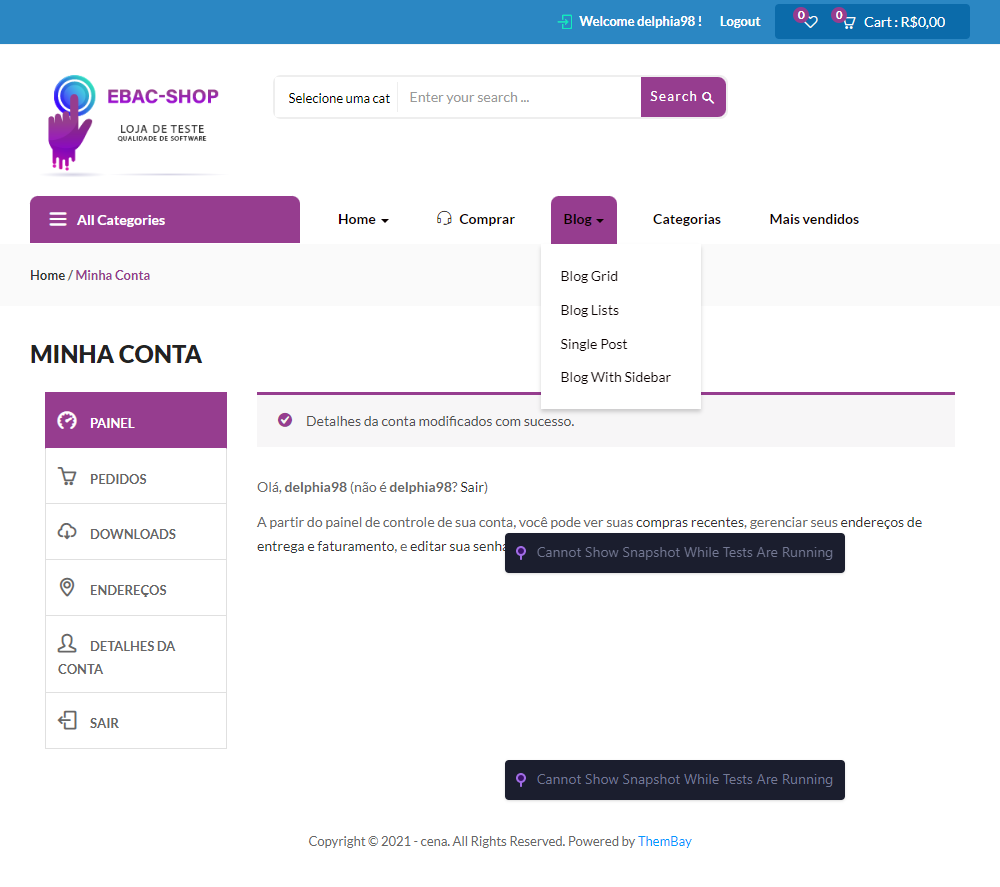 Welcome delphia98 ! Logout 0 0 Cart : R$0,00
EBAC-SHOP
LOJA DE TESTE
QUALIDADE DE SOFTWARE
Selione uma cat Enter your search ... Search
All Categories Home Comprar Blog Categorias Mais vendidos
Home / Minha Conta
Blog Grid
Blog Lists
Single Post
Blog With Sidebar
MINHA CONTA
PAINEL
PEDIDOS
DOWNLOADS
ENDEREÇOS
DETALHES DA
CONTA
SAIR
Detalhes da conta modificados com sucesso.
Olá, delphia98 (não é delphia98? Sair)
A partir do painel de controle de sua conta, você pode ver suas compras recentes, gerenciar seus endereços de
entrega e faturamento, e editar sua senha
Cannot Show Snapshot While Tests Are Running
Cannot Show Snapshot While Tests Are Running
Copyright © 2021 - cena. All Rights Reserved. Powered by ThemBay